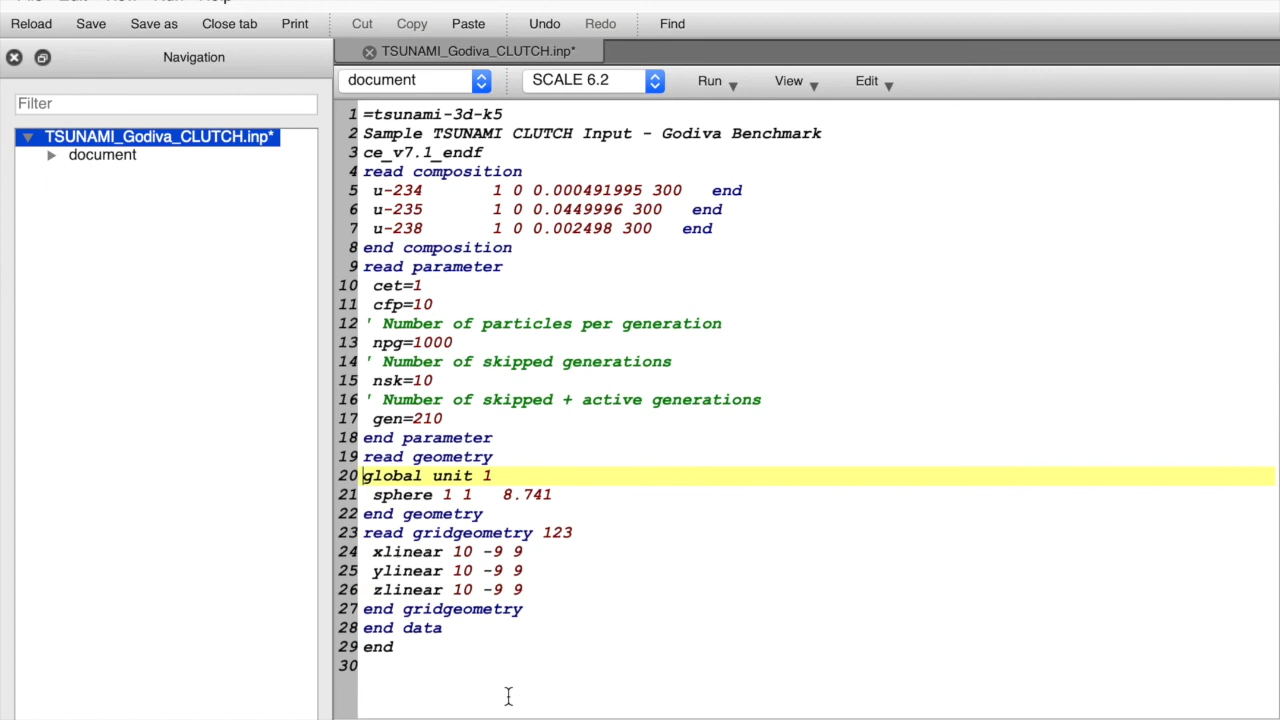 Reload Save Save as Close tab Print Cut Copy Paste Undo Redo Find
Navigation
TSUNAMI_Godiva_CLUTCH.inp*
document SCALE 6.2 Run View Edit
Filter
TSUNAMI_Godiva_CLUTCH.inp*
document
1 =tsunami-3d-k5
2 Sample TSUNAMI CLUTCH Input - Godiva Benchmark
3 ce_v7.1_endf
4 read composition
5 u-234 1 0 0.000491995 300 end
6 u-235 1 0 0.0449996 300 end
7 u-238 1 0 0.002498 300 end
8 end composition
9 read parameter
10 cet=1
11 cfp=10
12 ' Number of particles per generation
13 npg=1000
14 ' Number of skipped generations
15 nsk=10
16 ' Number of skipped + active generations
17 gen=210
18 end parameter
19 read geometry
20 global unit 1
21 sphere 1 1 8.741
22 end geometry
23 read gridgeometry 123
24 xlinear 10 -9 9
25 ylinear 10 -9 9
26 zlinear 10 -9 9
27 end gridgeometry
28 end data
29 end
30